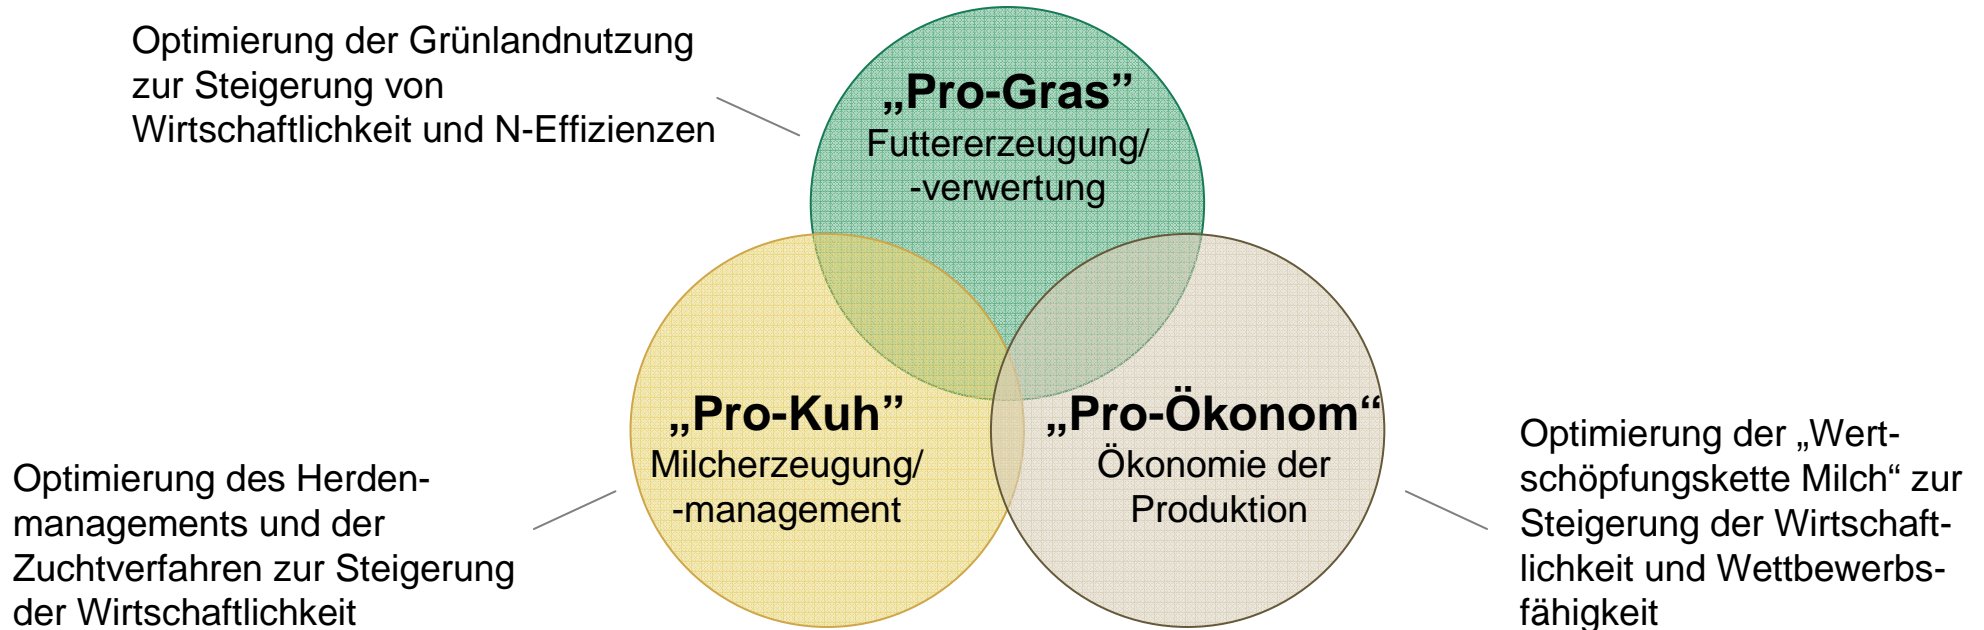 Optimierung der Grünlandnutzung
zur Steigerung von
Wirtschaftlichkeit und N-Effizienzen
„Pro-Gras”
Futtererzeugung/
-verwertung
„Pro-Kuh”
Milcherzeugung/
-management
„Pro-Ökonom“
Ökonomie der
Produktion
Optimierung des Herden-
managements und der
Zuchtverfahren zur Steigerung
der Wirtschaftlichkeit
Optimierung der „Wert-
schöpfungskette Milch“ zur
Steigerung der Wirtschaft-
lichkeit und Wettbewerbs-
fähigkeit